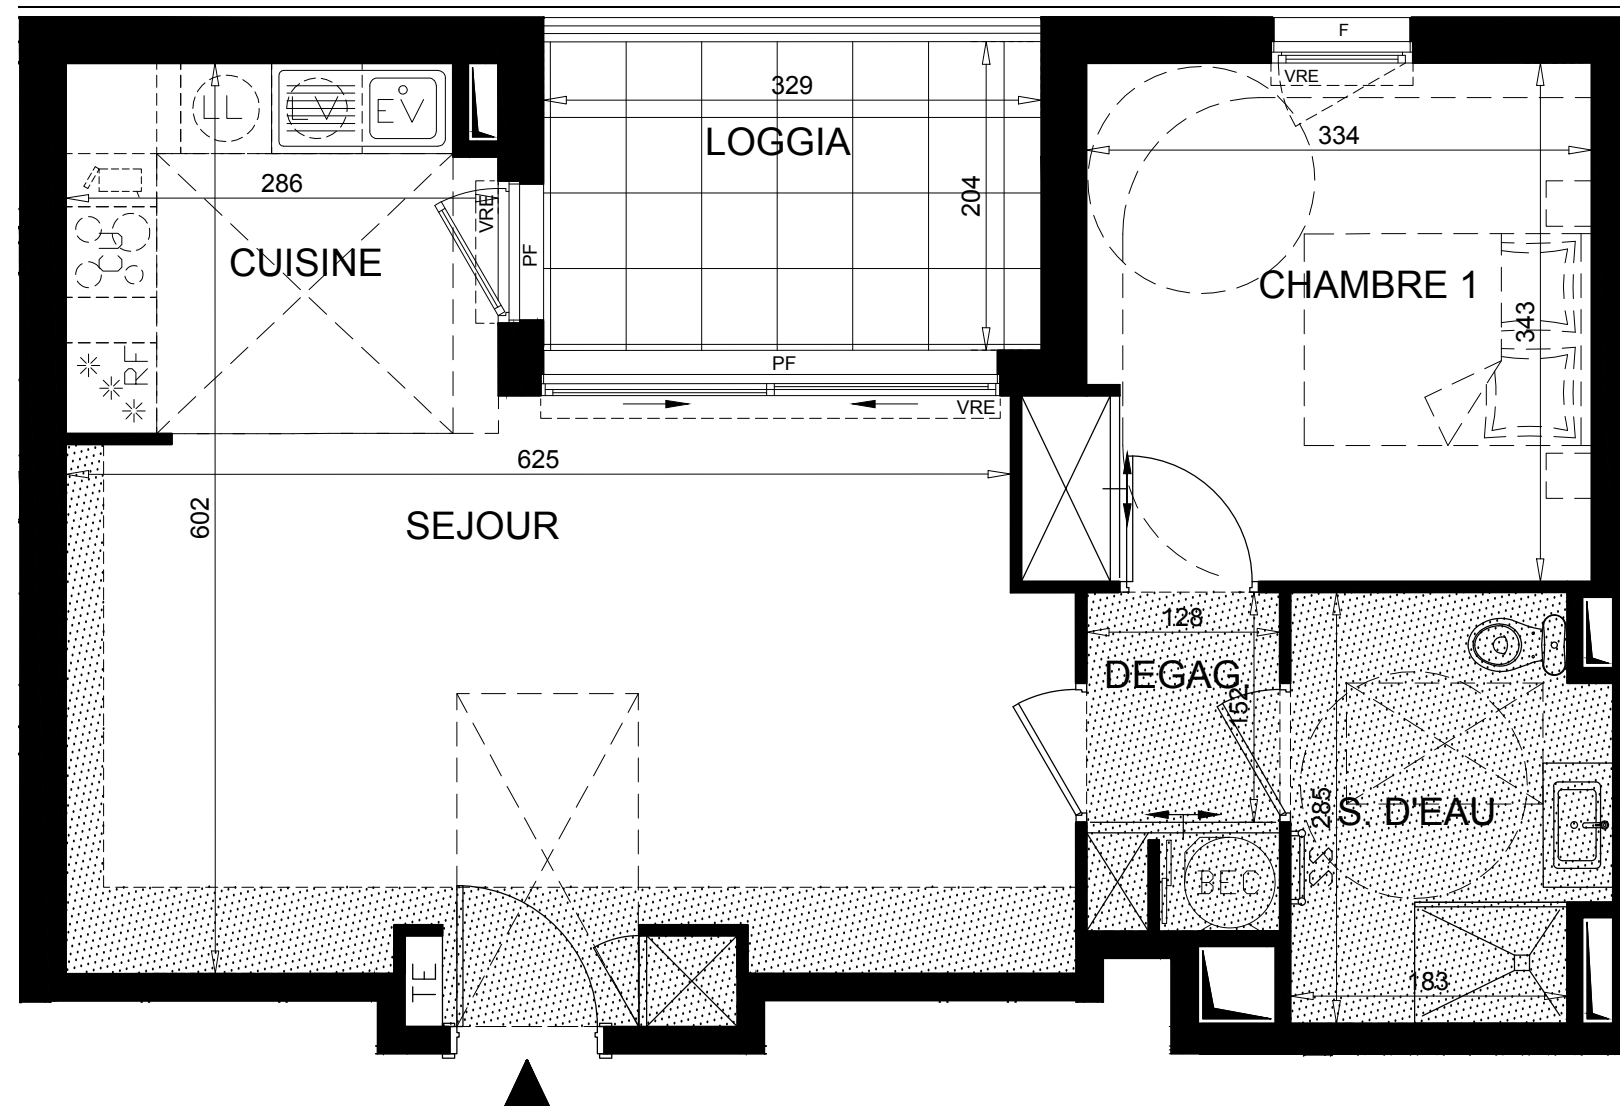 F
VRE
329
LL
LV
EV
LOGGIA
334
286
VRE
204
CU
CUISINE
PF
CHAMBRE 1
343
RF
PF
VRE
625
602
SEJOUR
128
DEGAG
152
285
S. D'EAU
SS
BEC
TE
183